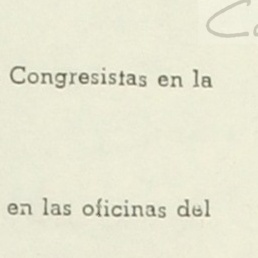 Congresistas en la
en las oficinas del